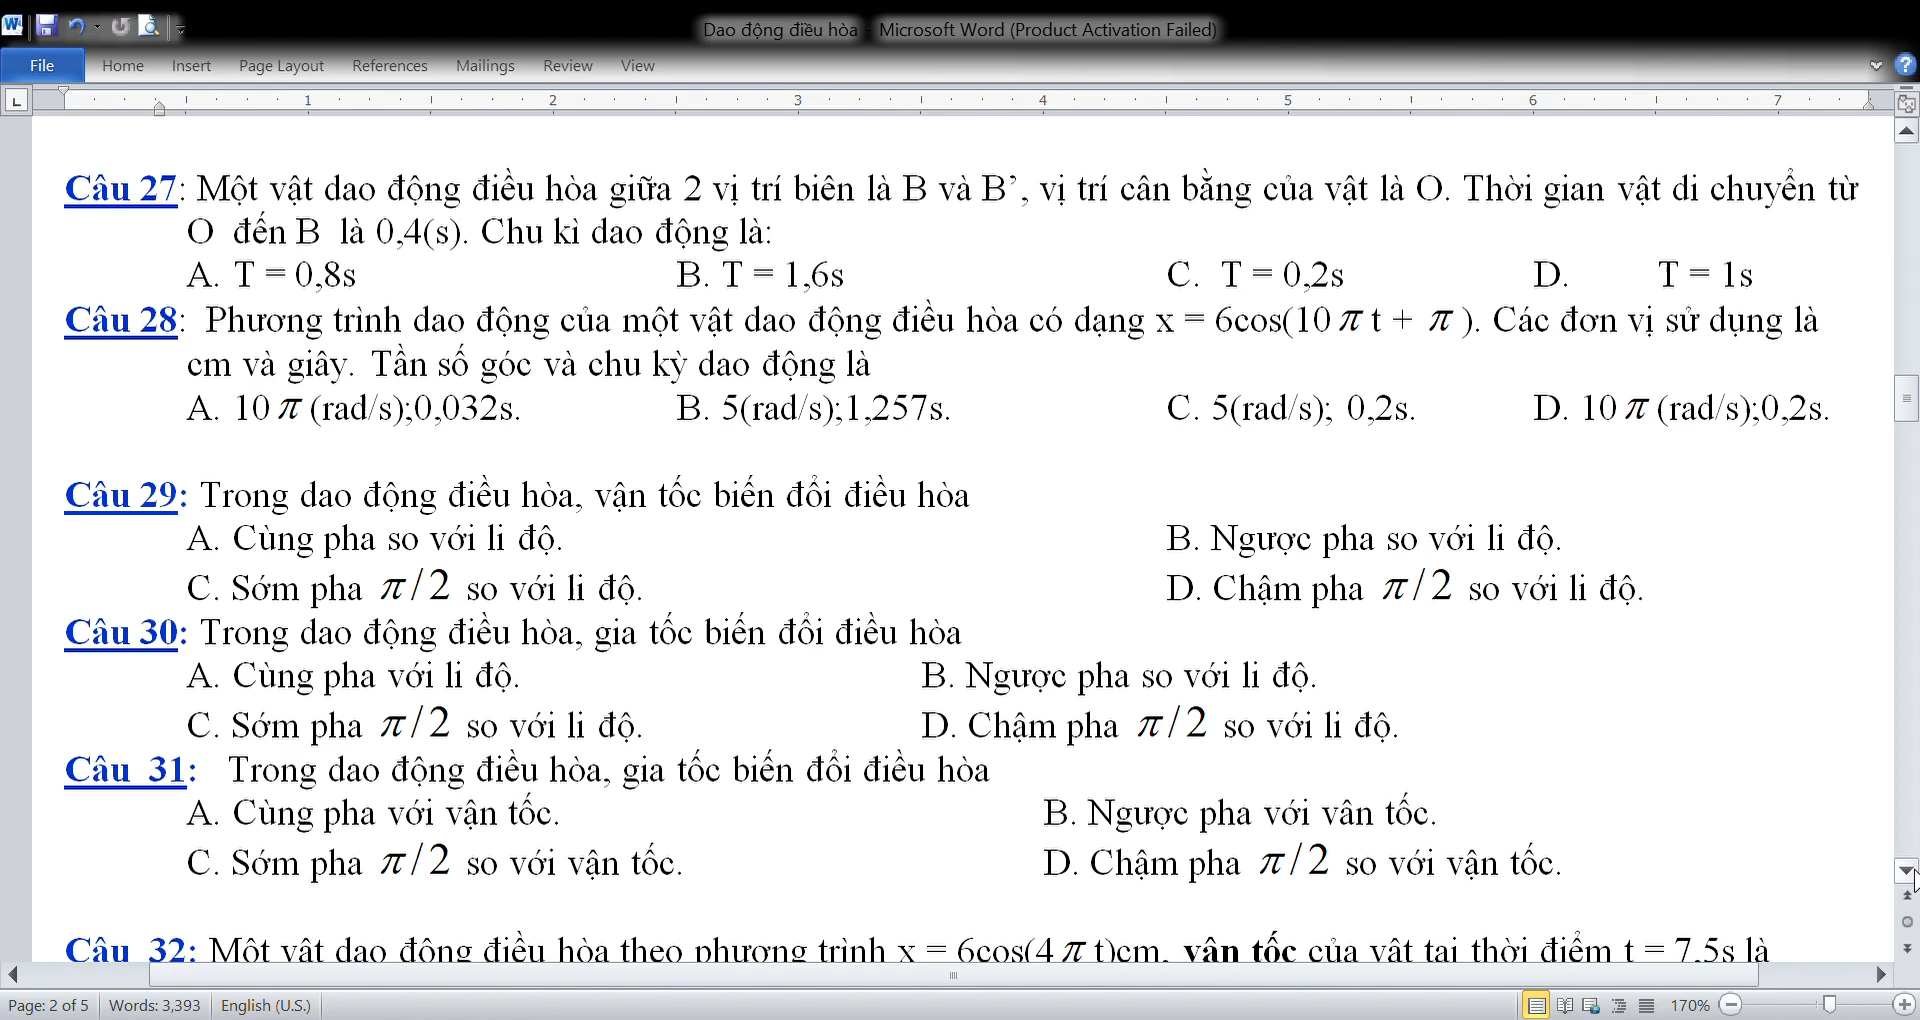 Dao động điều hòa - Microsoft Word (Product Activation Failed)
File Home Insert Page Layout References Mailings Review View
1 2 3 4 5 6 7
Câu 27: Một vật dao động điều hòa giữa 2 vị trí biên là B và B’, vị trí cân bằng của vật là O. Thời gian vật di chuyển từ
O đến B là 0,4(s). Chu kì dao động là:
A. T = 0,8s B. T = 1,6s C. T = 0,2s D. T = 1s
Câu 28: Phương trình dao động của một vật dao động điều hòa có dạng x = 6cos(10 π t + π ). Các đơn vị sử dụng là
cm và giây. Tần số góc và chu kỳ dao động là
A. 10 π (rad/s);0,032s. B. 5(rad/s);1,257s. C. 5(rad/s); 0,2s. D. 10 π (rad/s);0,2s.
Câu 29: Trong dao động điều hòa, vận tốc biến đổi điều hòa
A. Cùng pha so với li độ. B. Ngược pha so với li độ.
C. Sớm pha π/2 so với li độ. D. Chậm pha π/2 so với li độ.
Câu 30: Trong dao động điều hòa, gia tốc biến đổi điều hòa
A. Cùng pha với li độ. B. Ngược pha so với li độ.
C. Sớm pha π/2 so với li độ. D. Chậm pha π/2 so với li độ.
Câu 31: Trong dao động điều hòa, gia tốc biến đổi điều hòa
A. Cùng pha với vận tốc. B. Ngược pha với vân tốc.
C. Sớm pha π/2 so với vận tốc. D. Chậm pha π/2 so với vận tốc.
Câu 32: Một vật dao động điều hòa theo phương trình x = 6cos(4 π t)cm, vận tốc của vật tại thời điểm t = 7,5s là
Page: 2 of 5 Words: 3,393 English (U.S.) 170%